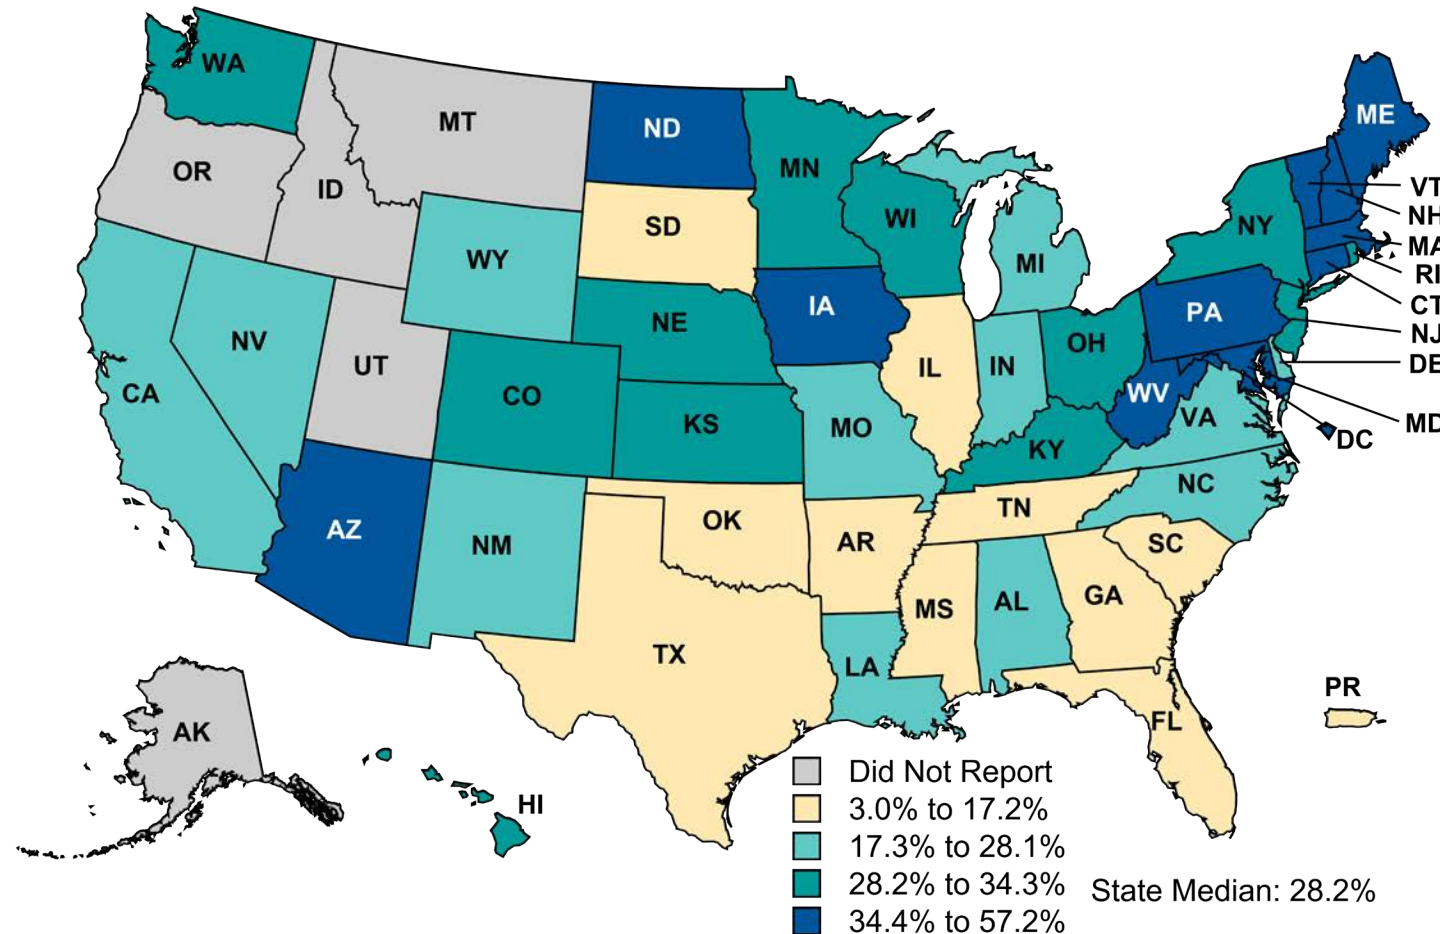 WA
MT
ND
ME
OR
ID
MN
VT
NH
MA
RI
CT
NJ
DE
MD
DC
SD
WI
NY
WY
MI
IA
PA
NE
NV
UT
CA
CO
IL
IN
OH
WV
VA
KS
MO
KY
NC
AZ
NM
OK
AR
TN
SC
MS
AL
GA
TX
LA
FL
PR
AK
HI
Did Not Report
3.0% to 17.2%
17.3% to 28.1%
28.2% to 34.3%
34.4% to 57.2%
State Median: 28.2%